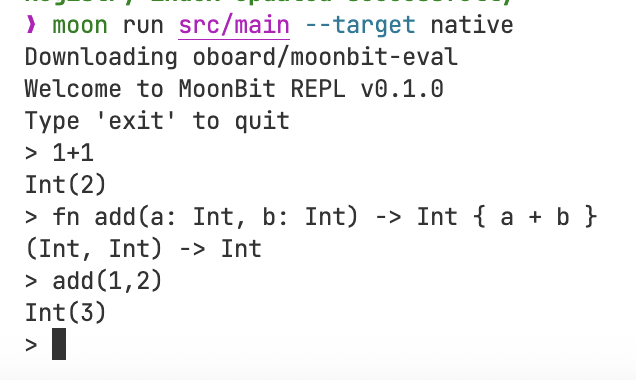 ❯ moon run src/main --target native
Downloading oboard/moonbit-eval
Welcome to MoonBit REPL v0.1.0
Type 'exit' to quit
> 1+1
Int(2)
> fn add(a: Int, b: Int) -> Int { a + b }
(Int, Int) -> Int
> add(1,2)
Int(3)
>